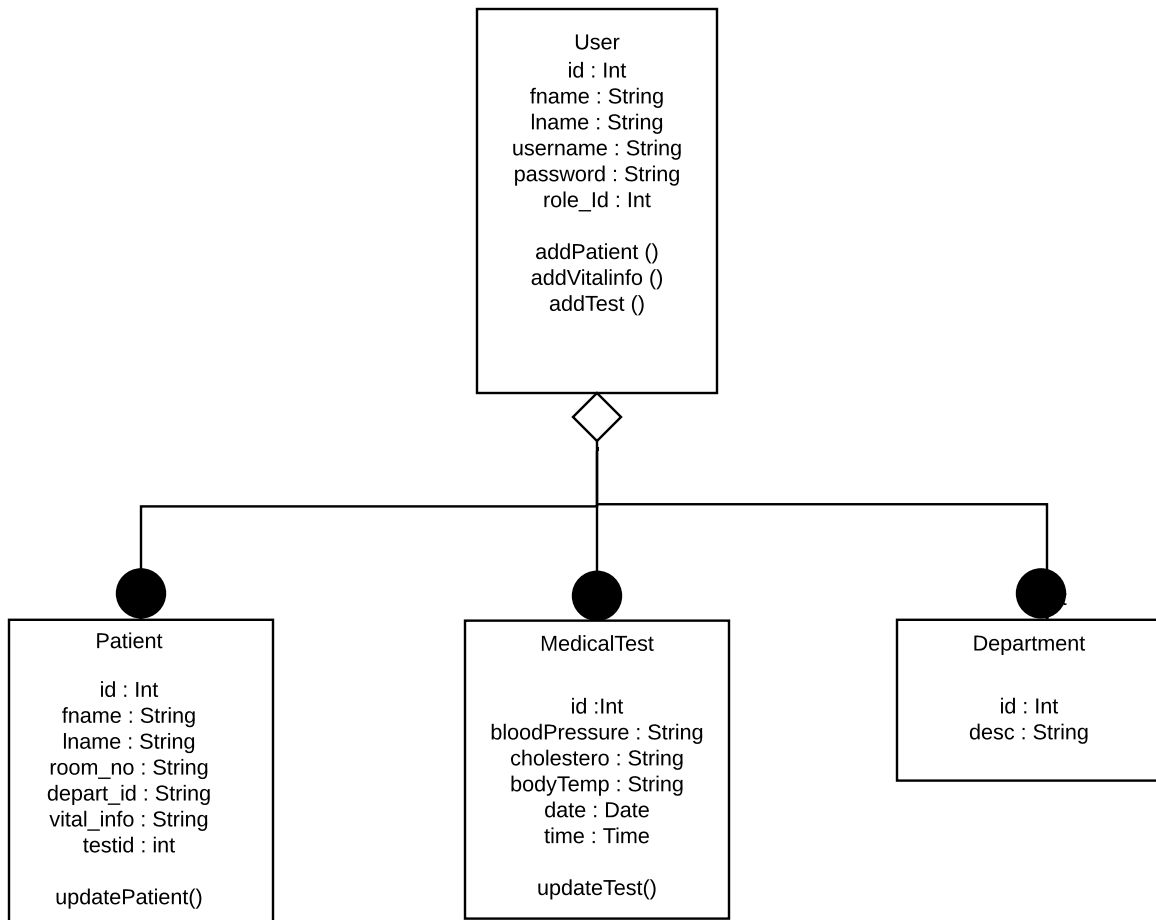 User
id : Int
fname : String
lname : String
username : String
password : String
role_Id : Int
addPatient ()
addVitalinfo ()
addTest ()
Patient
id : Int
fname : String
lname : String
room_no : String
depart_id : String
vital_info : String
testid : int
updatePatient()
MedicalTest
id :Int
bloodPressure : String
cholestero : String
bodyTemp : String
date : Date
time : Time
updateTest()
Department
id : Int
desc : String